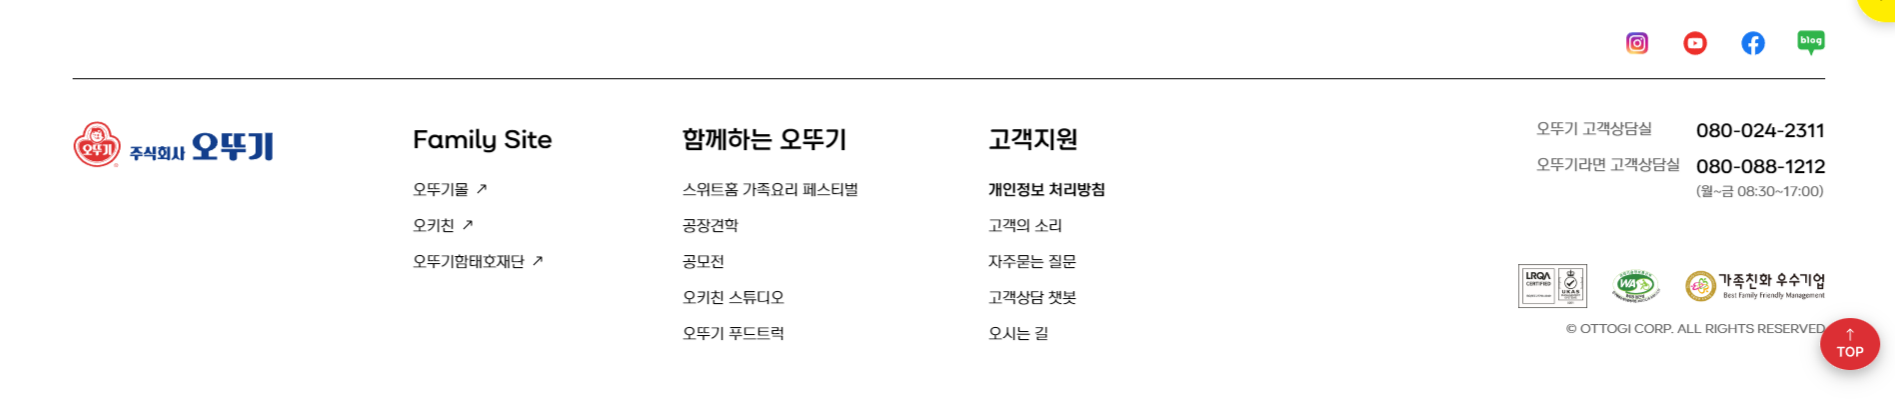 blog
오뚜기 주식회사 오뚜기
Family Site
오뚜기몰 ↗
오키친 ↗
오뚜기함태호재단 ↗
함께하는 오뚜기
스위트홈 가족요리 페스티벌
공장견학
공모전
오키친 스튜디오
오뚜기 푸드트럭
고객지원
개인정보 처리방침
고객의 소리
자주묻는 질문
고객상담 챗봇
오시는 길
오뚜기 고객상담실 080-024-2311
오뚜기라면 고객상담실 080-088-1212
(월~금 08:30~17:00)
LRQA
CERTIFIED
UKAS
WA
가족친화 우수기업
Best Family Friendly Management
© OTTOGI CORP. ALL RIGHTS RESERVED
↑
TOP